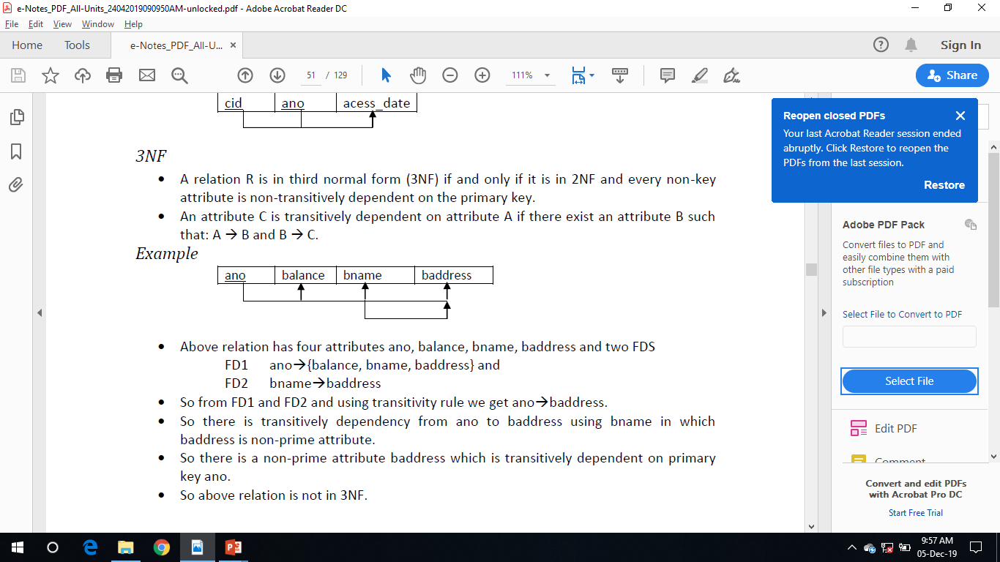 e-Notes_PDF_All-Units_24042019090950AM-unlocked.pdf - Adobe Acrobat Reader DC
File Edit View Window Help
Home Tools e-Notes_PDF_All-U... × Sign In
51 / 129 111% Share
cid ano acess_date
3NF
• A relation R is in third normal form (3NF) if and only if it is in 2NF and every non-key
attribute is non-transitively dependent on the primary key.
• An attribute C is transitively dependent on attribute A if there exist an attribute B such
that: A → B and B → C.
Example
ano balance bname baddress
• Above relation has four attributes ano, balance, bname, baddress and two FDS
FD1 ano→{balance, bname, baddress} and
FD2 bname→baddress
• So from FD1 and FD2 and using transitivity rule we get ano→baddress.
• So there is transitively dependency from ano to baddress using bname in which
baddress is non-prime attribute.
• So there is a non-prime attribute baddress which is transitively dependent on primary
key ano.
• So above relation is not in 3NF.
Reopen closed PDFs
Your last Acrobat Reader session ended
abruptly. Click Restore to reopen the
PDFs from the last session.
Restore
Adobe PDF Pack
Convert files to PDF and
easily combine them with
other file types with a paid
subscription
Select File to Convert to PDF
Select File
Edit PDF
Comment
Convert and edit PDFs
with Acrobat Pro DC
Start Free Trial
9:57 AM
05-Dec-19